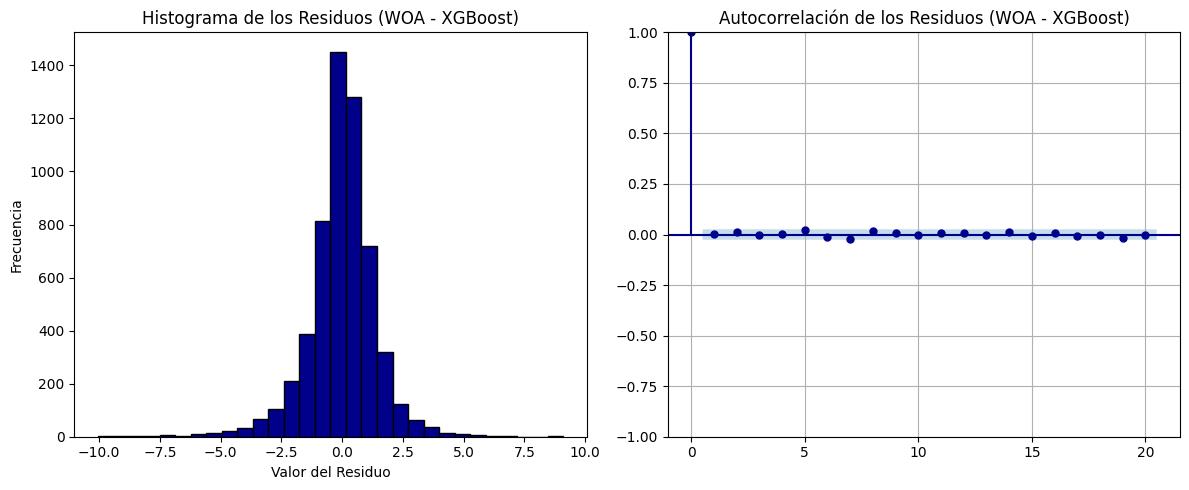 Histograma de los Residuos (WOA - XGBoost)
Frecuencia
1400
1200
1000
800
600
400
200
0
−10.0 −7.5 −5.0 −2.5 0.0 2.5 5.0 7.5 10.0
Valor del Residuo
Autocorrelación de los Residuos (WOA - XGBoost)
1.00
0.75
0.50
0.25
0.00
−0.25
−0.50
−0.75
−1.00
0 5 10 15 20